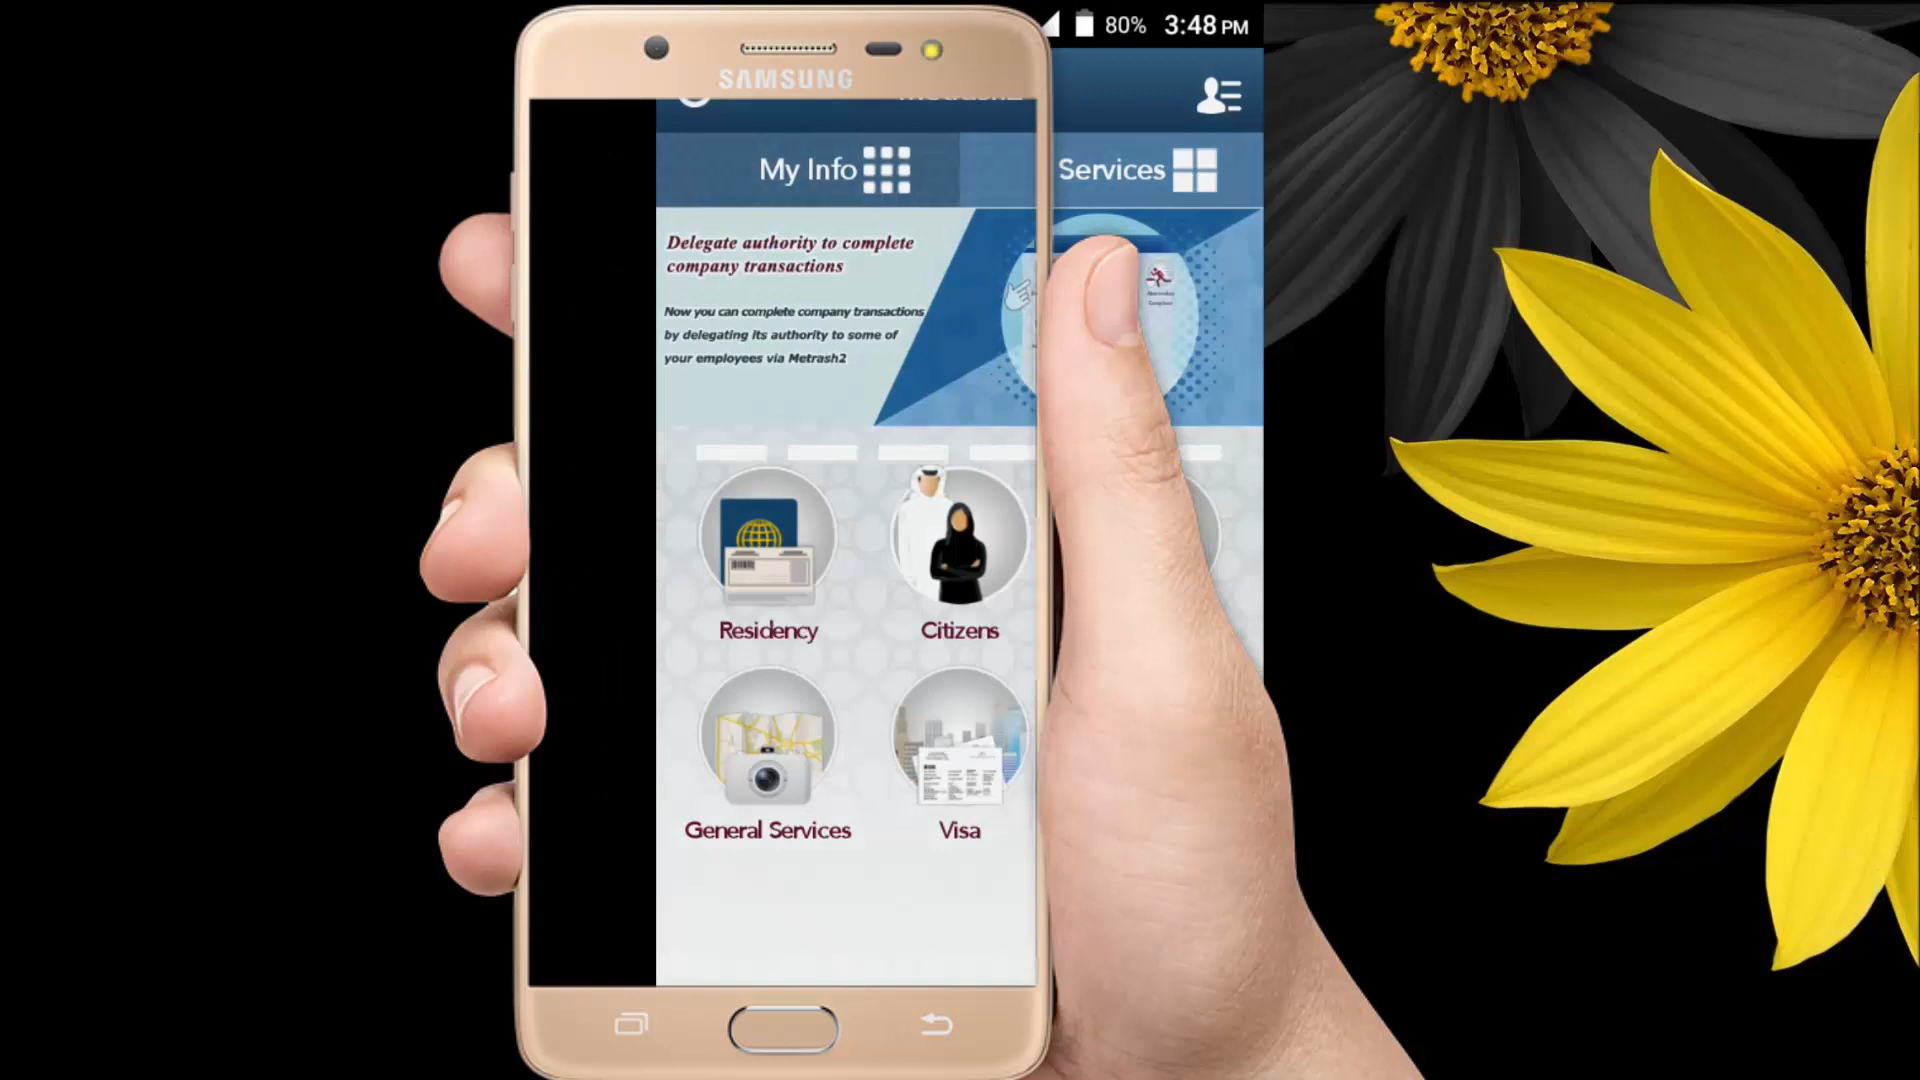 80% 3:48 PM
SAMSUNG
My Info
Services
Delegate authority to complete
company transactions
Now you can complete company transactions
by delegating its authority to some of
your employees via Metrash2
Residency
Citizens
General Services
Visa